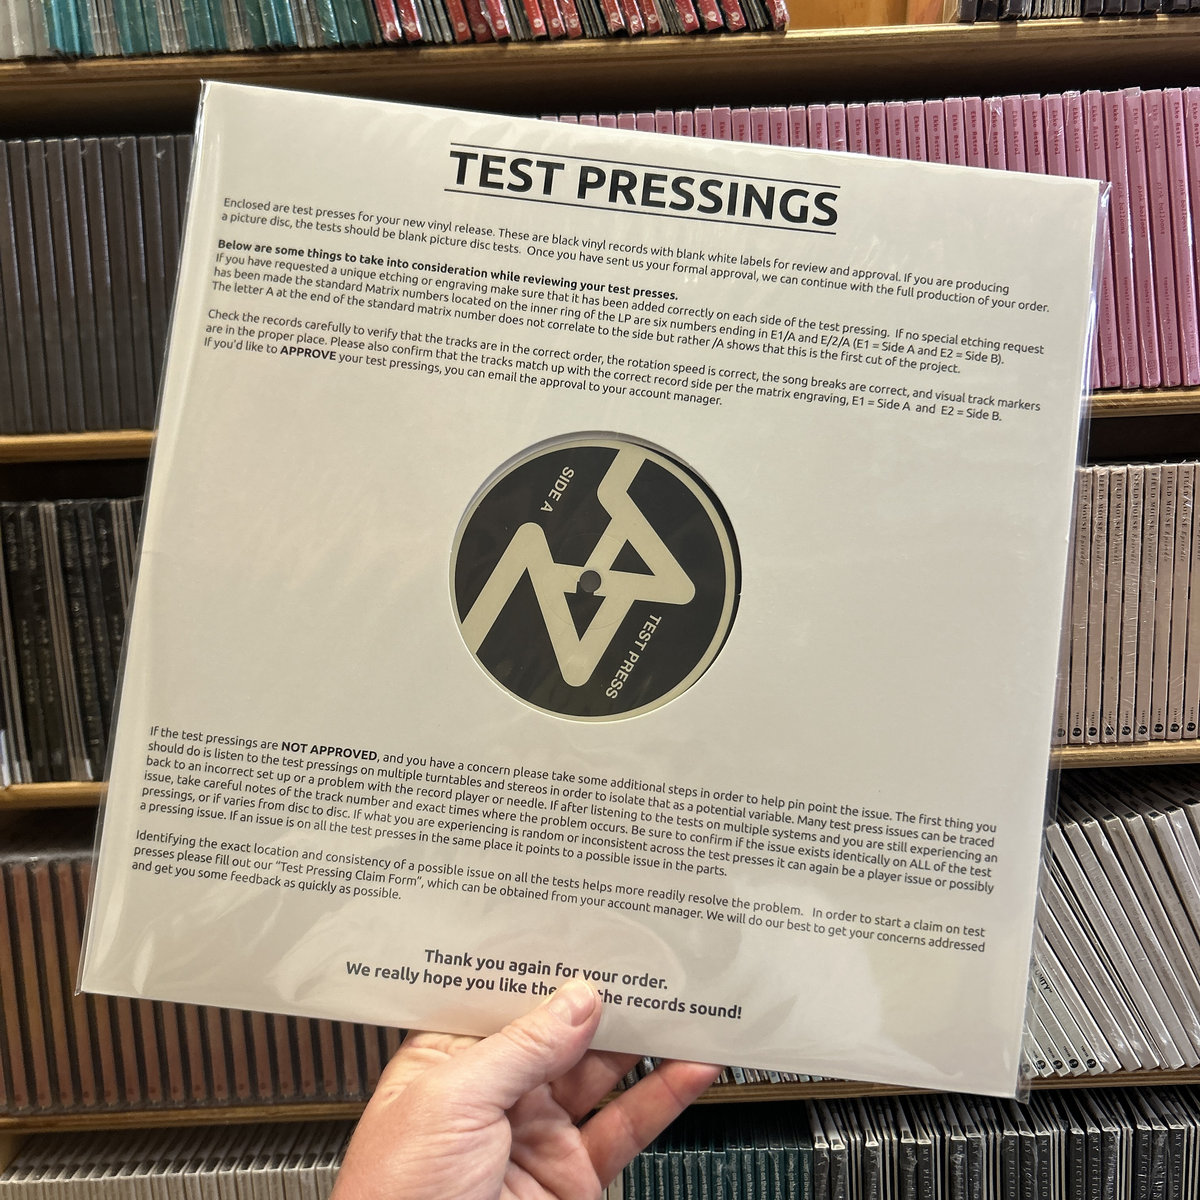 TEST PRESSINGS
Enclosed are test presses for your new vinyl release. These are black vinyl records with blank white labels for review and approval. If you are producing
a picture disc, the tests should be blank picture disc tests. Once you have sent us your formal approval, we can continue with the full production of your order.
Below are some things to take into consideration while reviewing your test presses.
If you have requested a unique etching or engraving make sure that it has been added correctly on each side of the test pressing. If no special etching request
has been made the standard Matrix numbers located on the inner ring of the LP are six numbers ending in E1/A and E/2/A (E1 = Side A and E2 = Side B).
The letter A at the end of the standard matrix number does not correlate to the side but rather /A shows that this is the first cut of the project.
Check the records carefully to verify that the tracks are in the correct order, the rotation speed is correct, the song breaks are correct, and visual track markers
are in the proper place. Please also confirm that the tracks match up with the correct record side per the matrix engraving, E1 = Side A and E2 = Side B.
If you'd like to APPROVE your test pressings, you can email the approval to your account manager.
SIDE A
TEST PRESS
If the test pressings are NOT APPROVED, and you have a concern please take some additional steps in order to help pin point the issue. The first thing you
should do is listen to the test pressings on multiple turntables and stereos in order to isolate that as a potential variable. Many test press issues can be traced
back to an incorrect set up or a problem with the record player or needle. If after listening to the tests on multiple systems and you are still experiencing an
issue, take careful notes of the track number and exact times where the problem occurs. Be sure to confirm if the issue exists identically on ALL of the test
pressings, or if varies from disc to disc. If what you are experiencing is random or inconsistent across the test presses it can again be a player issue or possibly
a pressing issue. If an issue is on all the test presses in the same place it points to a possible issue in the parts.
Identifying the exact location and consistency of a possible issue on all the tests helps more readily resolve the problem. In order to start a claim on test
presses please fill out our "Test Pressing Claim Form", which can be obtained from your account manager. We will do our best to get your concerns addressed
and get you some feedback as quickly as possible.
Thank you again for your order.
We really hope you like the the records sound!
Ekko Astral
pink balloons
FIELD MOUSE Episodic
MY FICTION